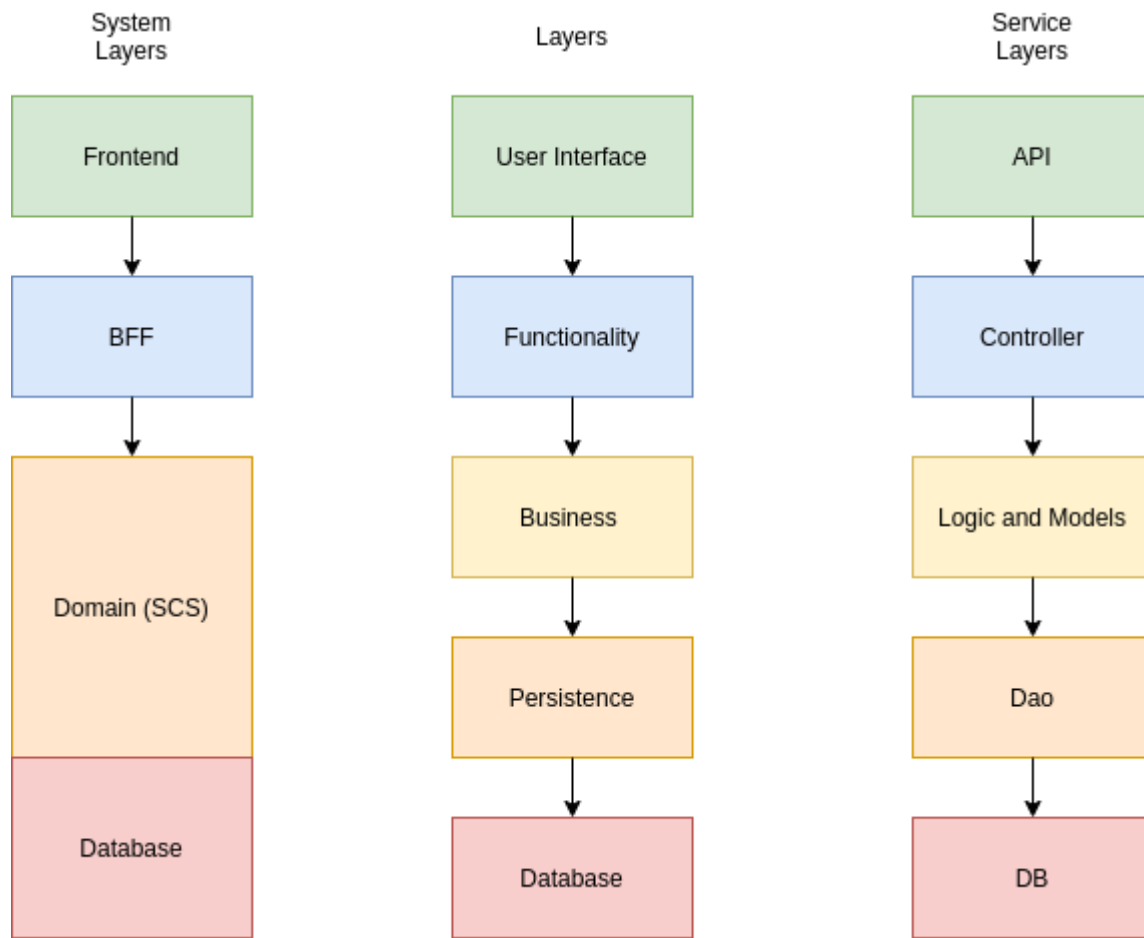 System
Layers
Frontend
BFF
Domain (SCS)
Database
Layers
User Interface
Functionality
Business
Persistence
Database
Service
Layers
API
Controller
Logic and Models
Dao
DB